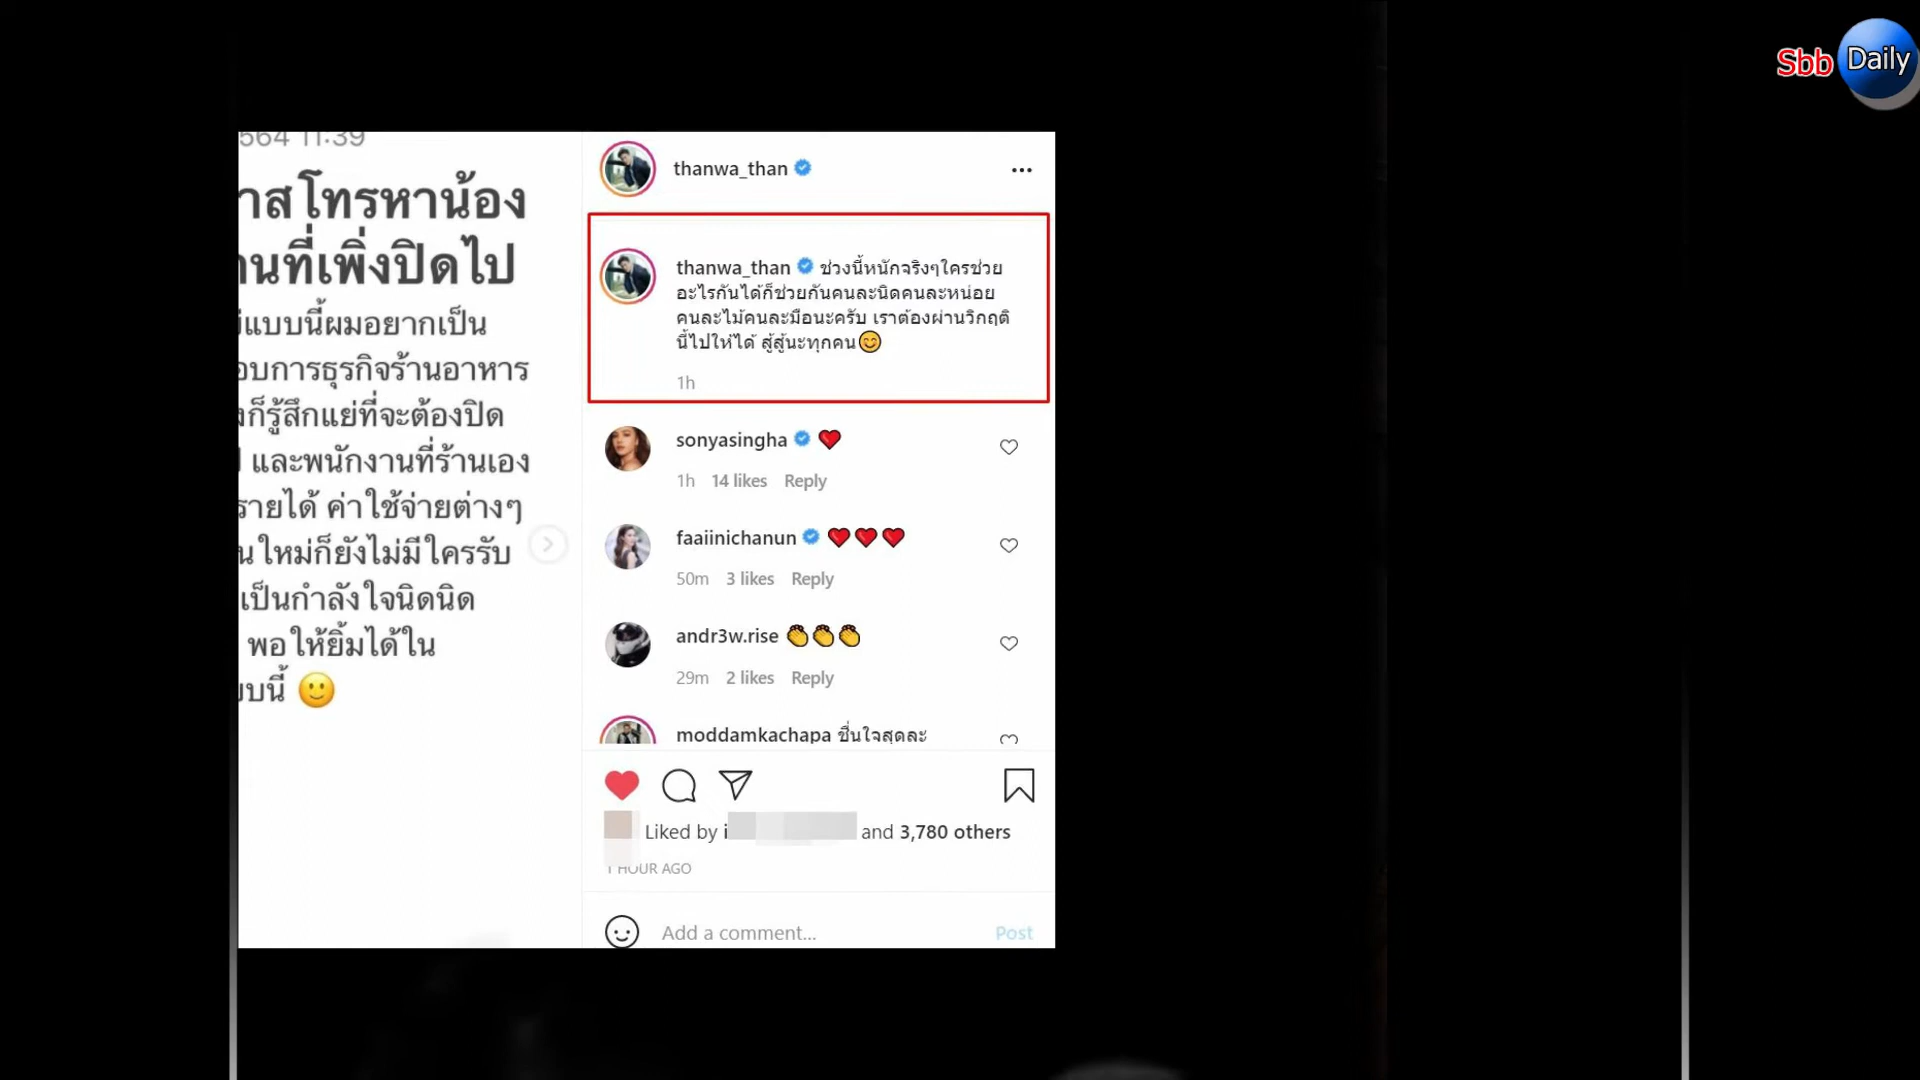 Sbb Daily
564 11:39
าสโทรหาน้อง
านที่เพิ่งปิดไป
แบบนี้ผมอยากเป็น
อบการธุรกิจร้านอาหาร
ก็รู้สึกแย่ที่จะต้องปิด
และพนักงานที่ร้านเอง
รายได้ ค่าใช้จ่ายต่างๆ
นใหม่ก็ยังไม่มีใครรับ
เป็นกำลังใจนิดนิด
พอให้ยิ้มได้ใน
บนี้ 🙂
thanwa_than
thanwa_than ช่วงนี้หนักจริงๆใครช่วย
อะไรกันได้ก็ช่วยกันคนละนิดคนละหน่อย
คนละไม้คนละมือนะครับ เราต้องผ่านวิกฤติ
นี้ไปให้ได้ สู้สู้นะทุกคน😊
1h
sonyasingha ❤️
1h 14 likes Reply
faaiinichanun ❤️❤️❤️
50m 3 likes Reply
andr3w.rise 👏👏👏
29m 2 likes Reply
moddamkachapa ชื่นใจสุดละ
Liked by i and 3,780 others
1 HOUR AGO
Add a comment...
Post